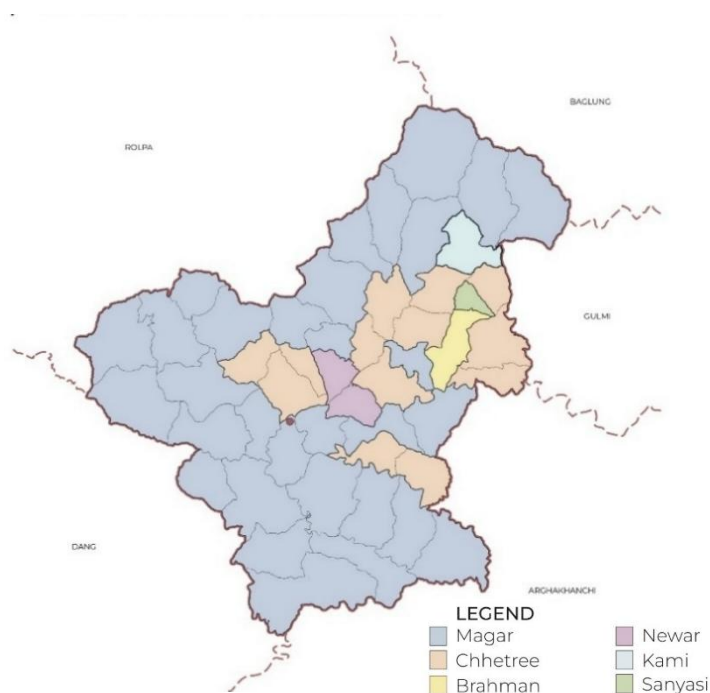 BAGLUNG
ROLPA
GULMI
DANG
ARGHAKHANCHI
LEGEND
Magar
Newar
Chhetree
Kami
Brahman
Sanyasi